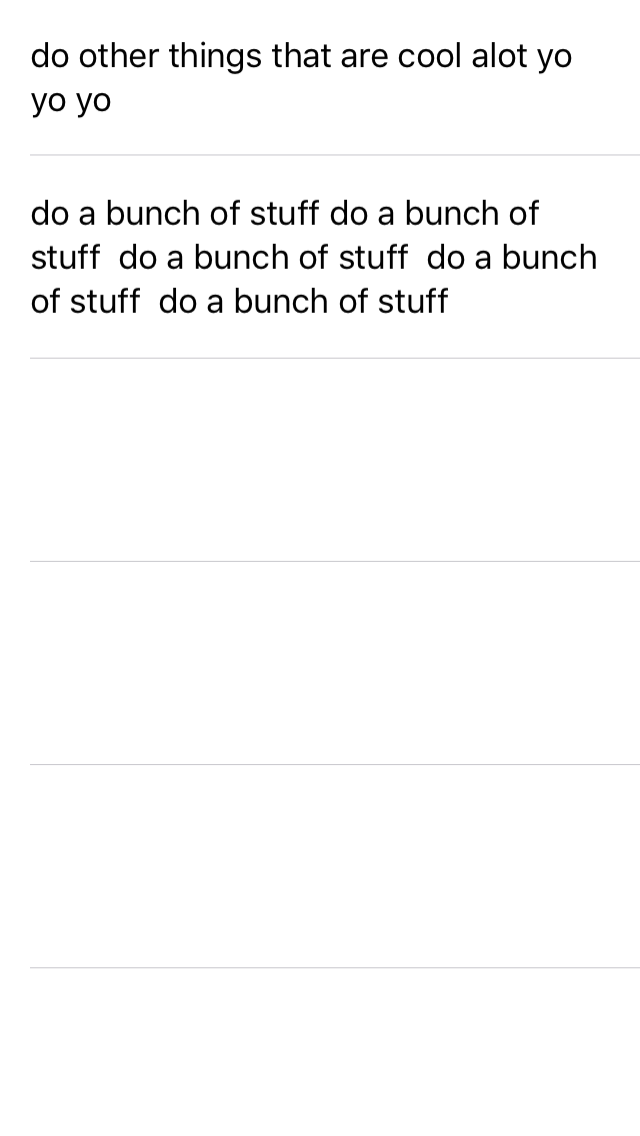 do other things that are cool alot yo
yo yo
do a bunch of stuff do a bunch of
stuff  do a bunch of stuff  do a bunch
of stuff  do a bunch of stuff